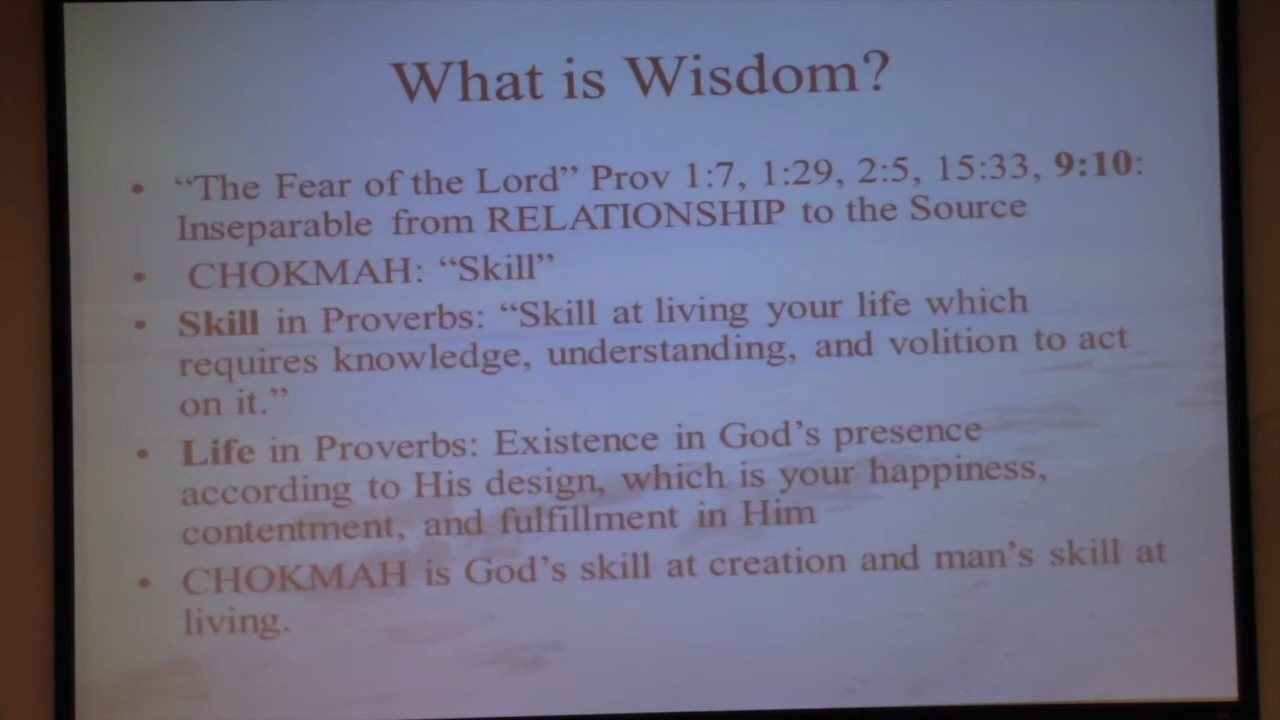 What is Wisdom?
• “The Fear of the Lord” Prov 1:7, 1:29, 2:5, 15:33, 9:10:
Inseparable from RELATIONSHIP to the Source
• CHOKMAH: “Skill”
• Skill in Proverbs: “Skill at living your life which
requires knowledge, understanding, and volition to act
on it.”
• Life in Proverbs: Existence in God’s presence
according to His design, which is your happiness,
contentment, and fulfillment in Him
• CHOKMAH is God’s skill at creation and man’s skill at
living.